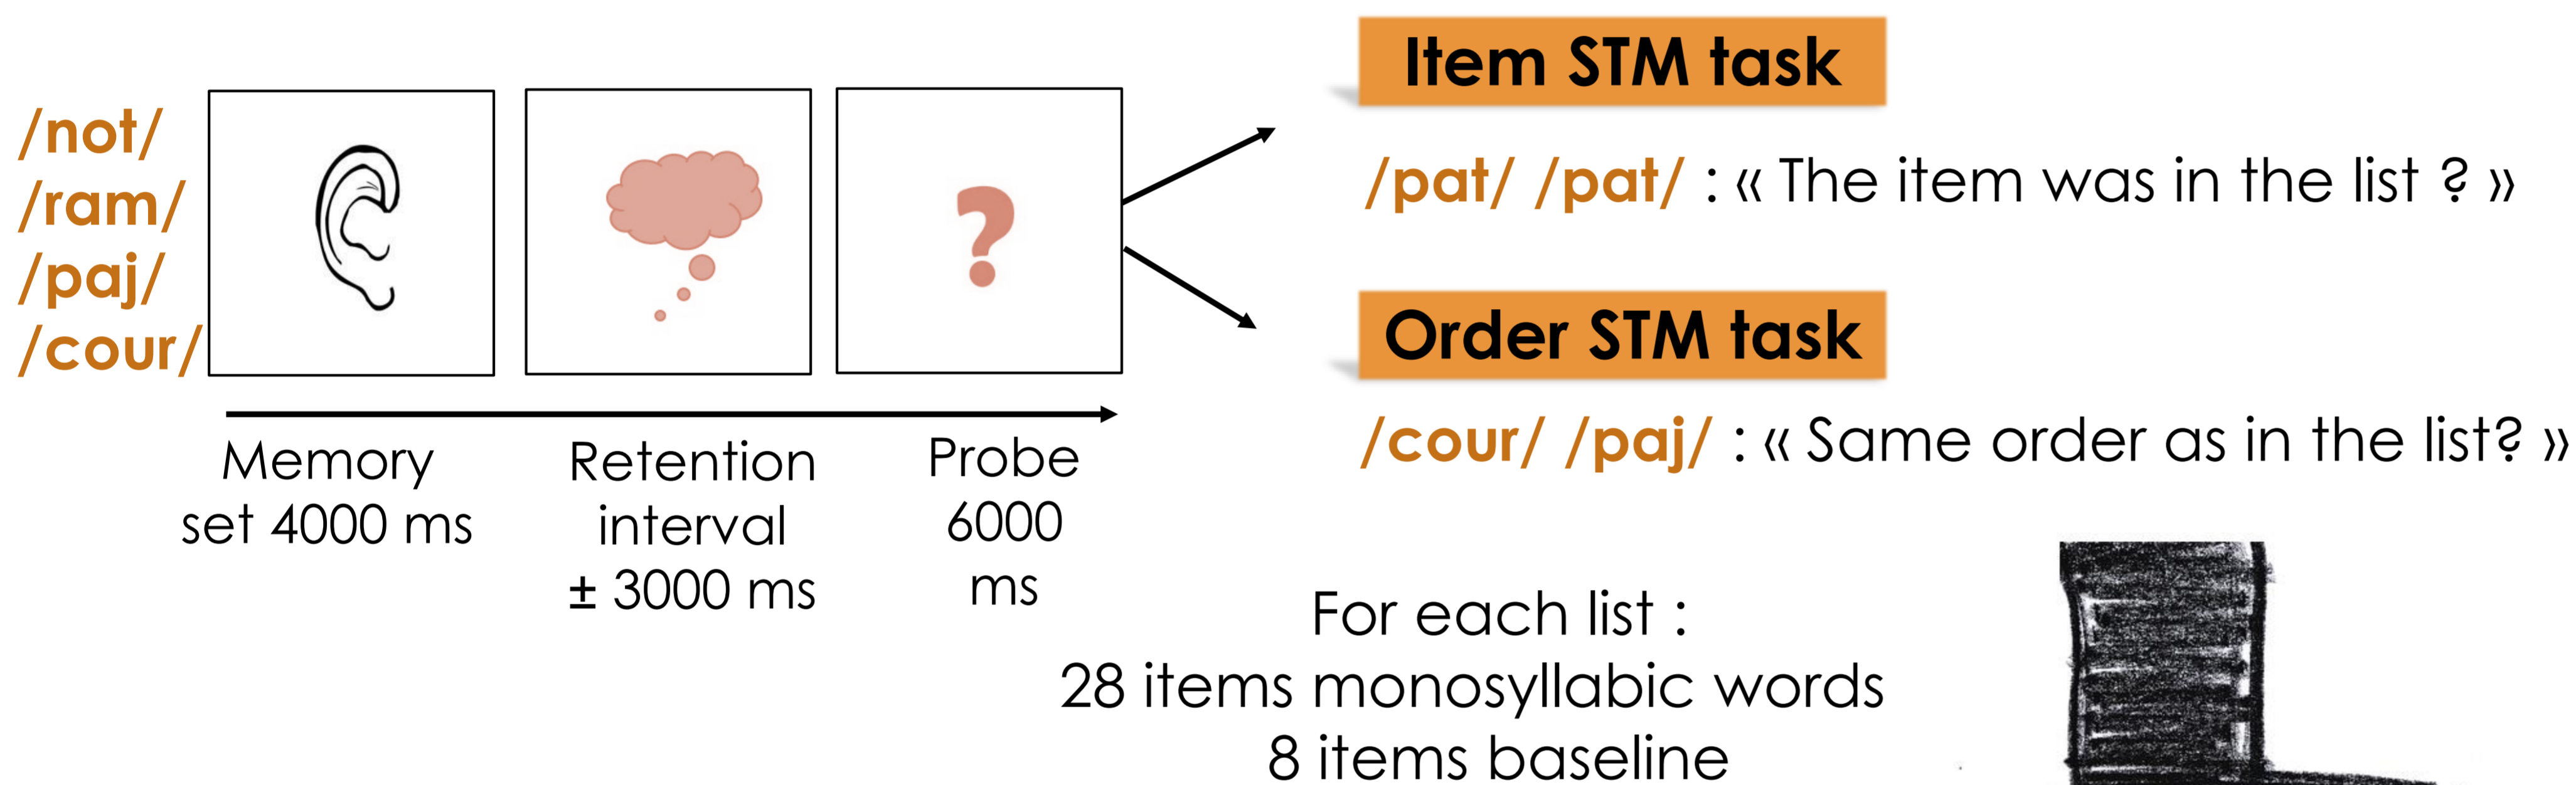 /not/
/ram/
/paj/
/cour/
?
Memory
set 4000 ms
Retention
interval
± 3000 ms
Probe
6000
ms
Item STM task
/pat/ /pat/ : « The item was in the list ? »
Order STM task
/cour/ /paj/ : « Same order as in the list? »
For each list :
28 items monosyllabic words
8 items baseline